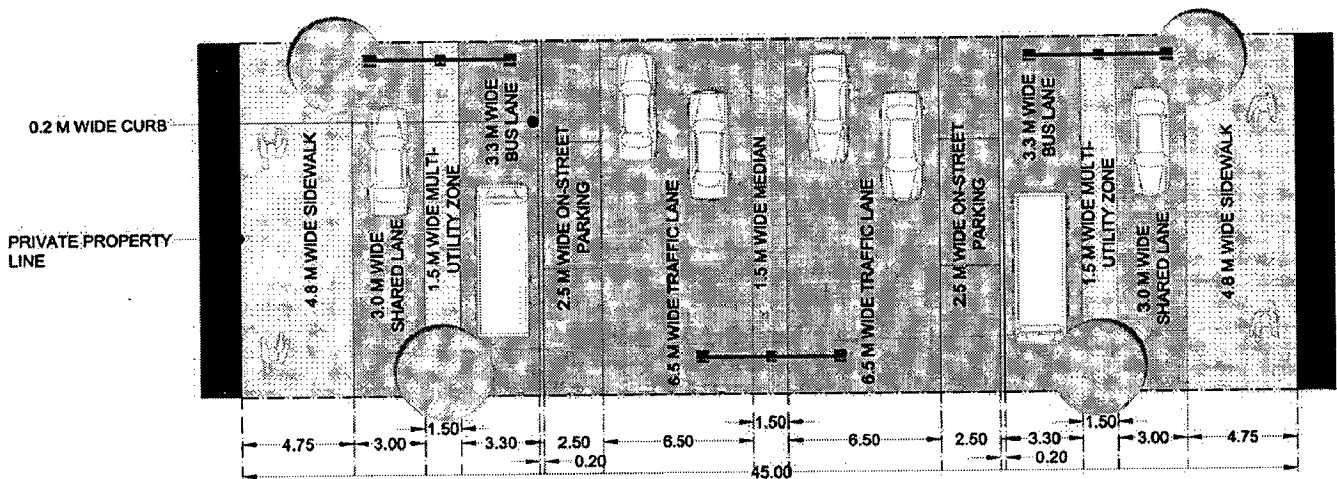 0.2 M WIDE CURB
PRIVATE PROPERTY
LINE
4.8 M WIDE SIDEWALK
3.0 M WIDE
SHARED LANE
1.5 M WIDE MULTI-
UTILITY ZONE
3.3 M WIDE
BUS LANE
2.5 M WIDE ON-STREET
PARKING
6.5 M WIDE TRAFFIC LANE
1.5 M WIDE MEDIAN
6.5 M WIDE TRAFFIC LANE
2.5 M WIDE ON-STREET
PARKING
3.3 M WIDE
BUS LANE
1.5 M WIDE MULTI-
UTILITY ZONE
3.0 M WIDE
SHARED LANE
4.8 M WIDE SIDEWALK
1.50 1.50 1.50
4.75 3.00 3.30 2.50 6.50 6.50 2.50 3.30 3.00 4.75
0.20 0.20
45.00